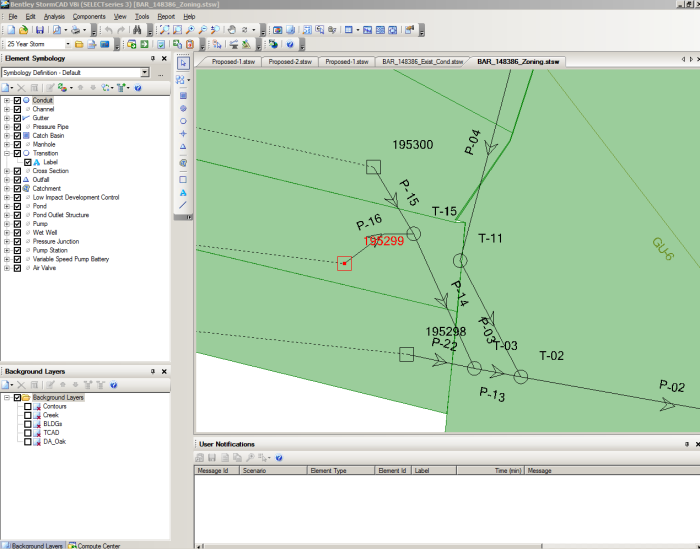 Bentley StormCAD V8i (SELECTseries 3) [BAR_148386_Zoning.stsw]
File Edit Analysis Components View Tools Report Help
25 Year Storm
Element Symbology
Symbology Definition - Default
Conduit
Channel
Gutter
Pressure Pipe
Catch Basin
Manhole
Transition
Label
Cross Section
Outfall
Catchment
Low Impact Development Control
Pond
Pond Outlet Structure
Pump
Wet Well
Pressure Junction
Pump Station
Variable Speed Pump Battery
Air Valve
Background Layers
Background Layers
Contours
Creek
BLDGs
TCAD
DA_Oak
Background Layers Compute Center
Proposed-1.stsw Proposed-2.stsw Proposed-1.stsw BAR_148386_Exist_Cond.stsw BAR_148386_Zoning.stsw
195300
P-04
P-15
T-15
P-16
195299
T-11
GU-6
P-14
195298
P-03
P-22
T-03
T-02
P-13
P-02
User Notifications
Message Id Scenario Element Type Element Id Label Time (min) Message